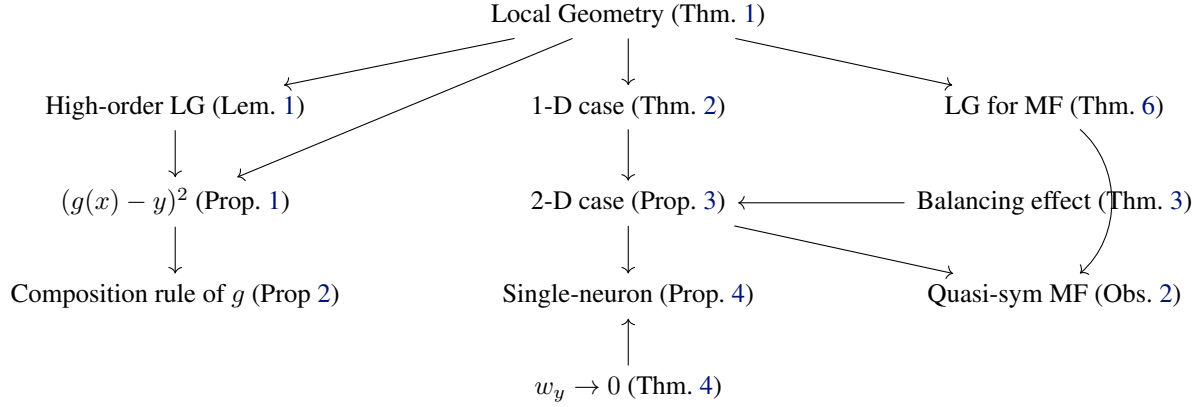 Local Geometry (Thm. 1)
High-order LG (Lem. 1) 1-D case (Thm. 2) LG for MF (Thm. 6)
(g(x) − y)² (Prop. 1) 2-D case (Prop. 3) Balancing effect (Thm. 3)
Composition rule of g (Prop 2) Single-neuron (Prop. 4) Quasi-sym MF (Obs. 2)
w_y → 0 (Thm. 4)